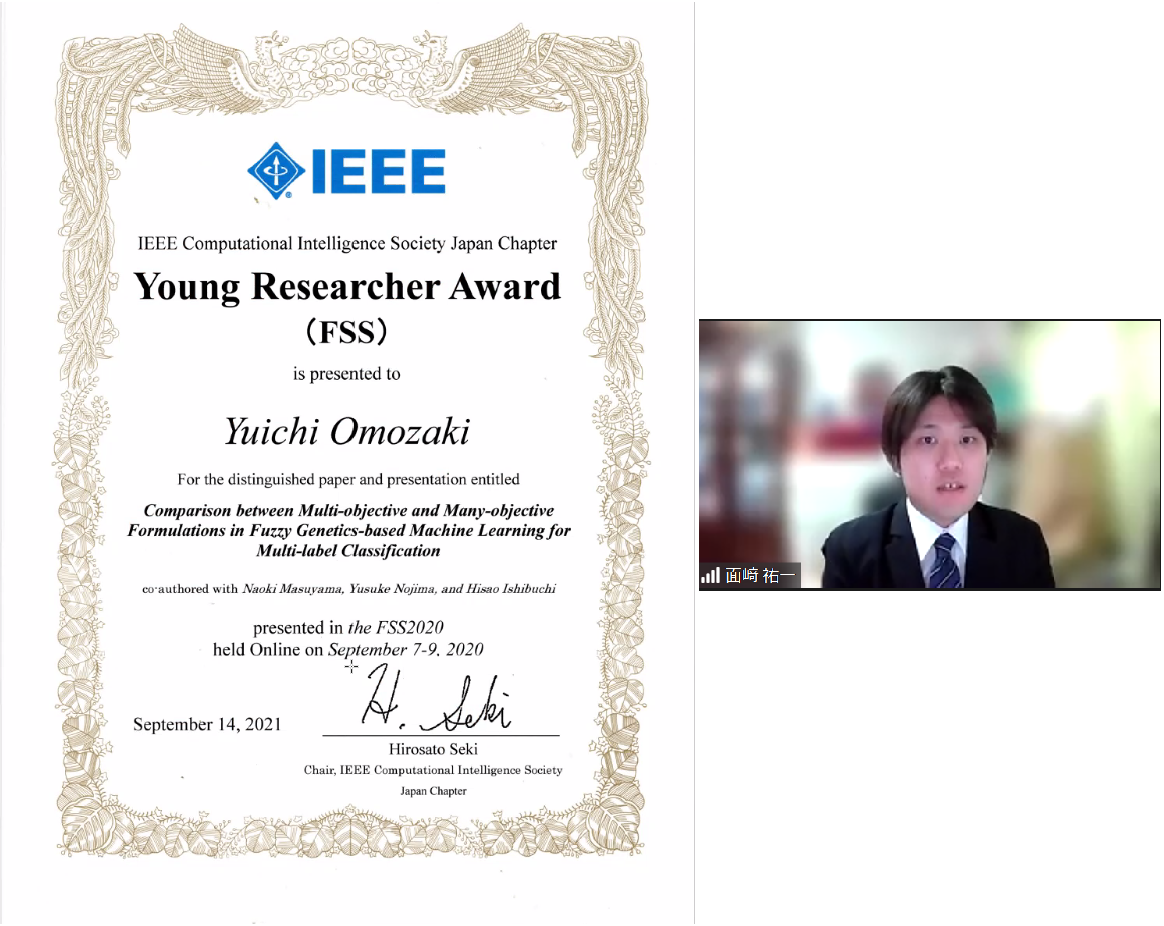 IEEE
IEEE Computational Intelligence Society Japan Chapter
Young Researcher Award
（FSS）
is presented to
Yuichi Omozaki
For the distinguished paper and presentation entitled
Comparison between Multi-objective and Many-objective
Formulations in Fuzzy Genetics-based Machine Learning for
Multi-label Classification
co-authored with Naoki Masuyama, Yusuke Nojima, and Hisao Ishibuchi
presented in the FSS2020
held Online on September 7-9, 2020
H. Seki
September 14, 2021
Hirosato Seki
Chair, IEEE Computational Intelligence Society
Japan Chapter
面﨑 祐一